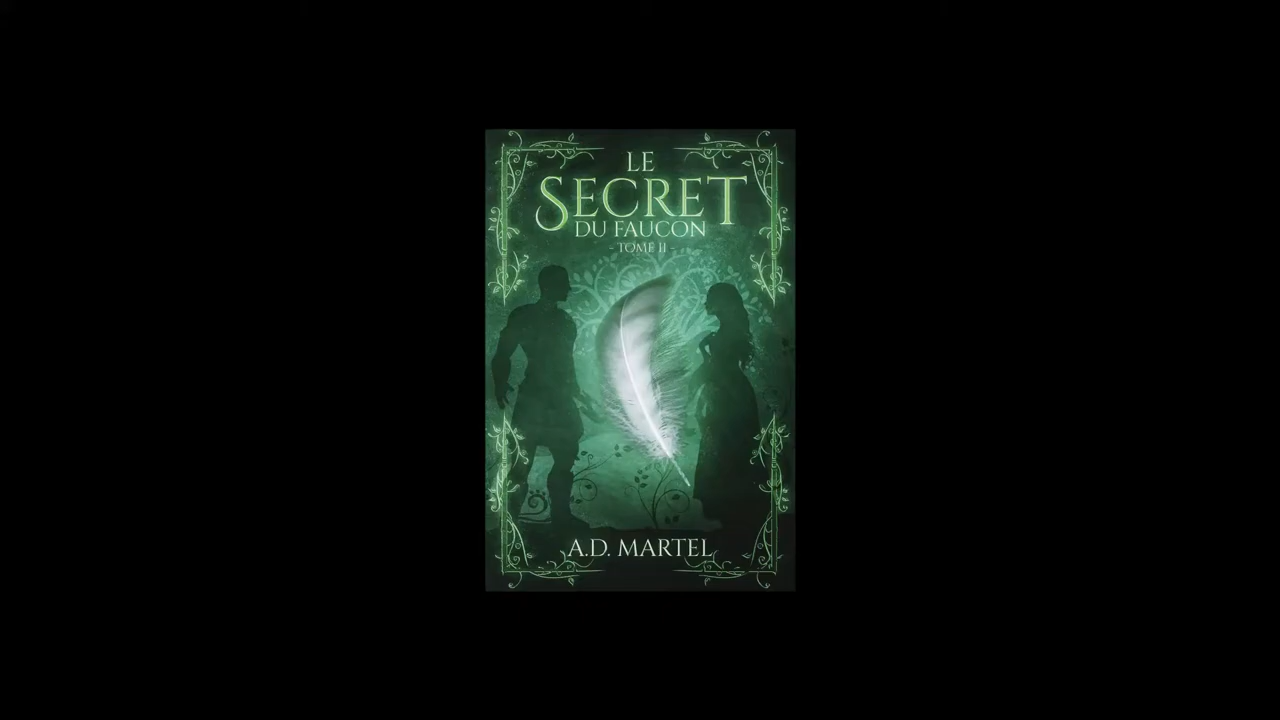 LE
SECRET
DU FAUCON
- TOME II -
A.D. MARTEL